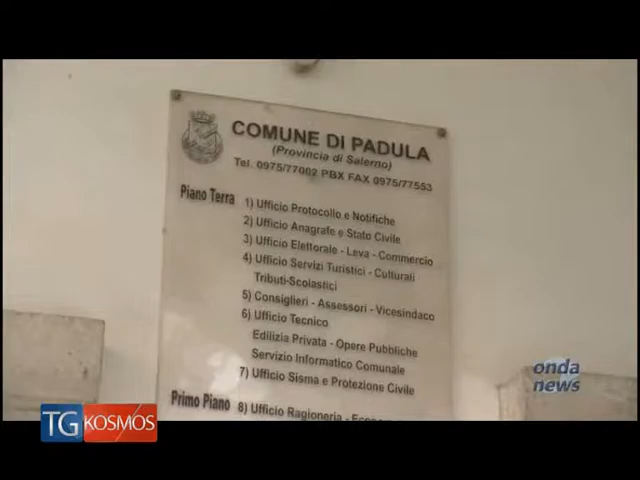 COMUNE DI PADULA
(Provincia di Salerno)
Tel. 0975/77002 PBX FAX 0975/77553
Piano Terra
1) Ufficio Protocollo e Notifiche
2) Ufficio Anagrafe e Stato Civile
3) Ufficio Elettorale - Leva - Commercio
4) Ufficio Servizi Turistici - Culturali
Tributi-Scolastici
5) Consiglieri - Assessori - Vicesindaco
6) Ufficio Tecnico
Edilizia Privata - Opere Pubbliche
Servizio Informatico Comunale
7) Ufficio Sisma e Protezione Civile
Primo Piano 8) Ufficio Ragioneria -
onda
news
TG KOSMOS